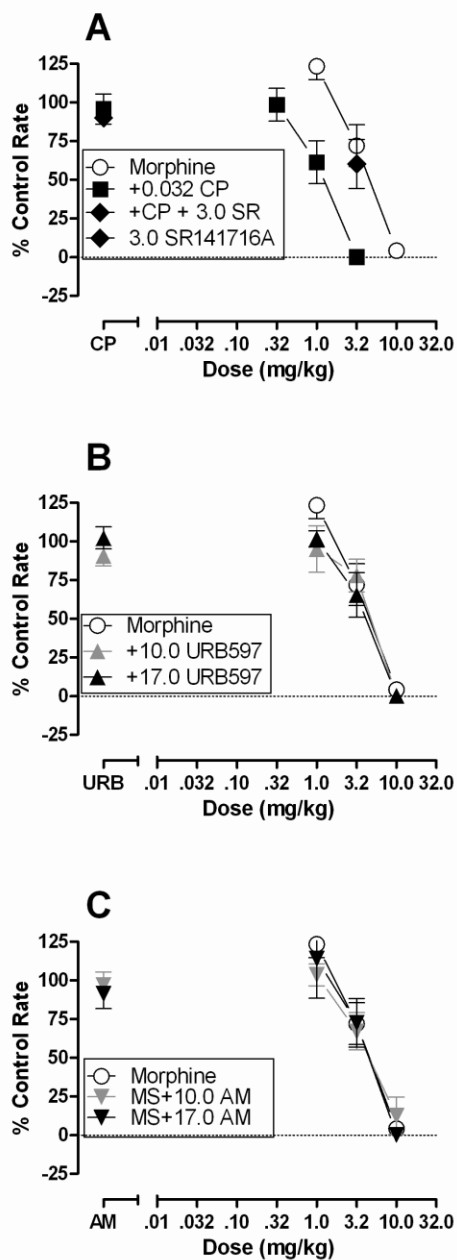 A
125
100
75
50
25
0
-25
% Control Rate
Morphine
+0.032 CP
+CP + 3.0 SR
3.0 SR141716A
CP .01 .032 .10 .32 1.0 3.2 10.0 32.0
Dose (mg/kg)
B
125
100
75
50
25
0
-25
% Control Rate
Morphine
+10.0 URB597
+17.0 URB597
URB .01 .032 .10 .32 1.0 3.2 10.0 32.0
Dose (mg/kg)
C
125
100
75
50
25
0
-25
% Control Rate
Morphine
MS+10.0 AM
MS+17.0 AM
AM .01 .032 .10 .32 1.0 3.2 10.0 32.0
Dose (mg/kg)